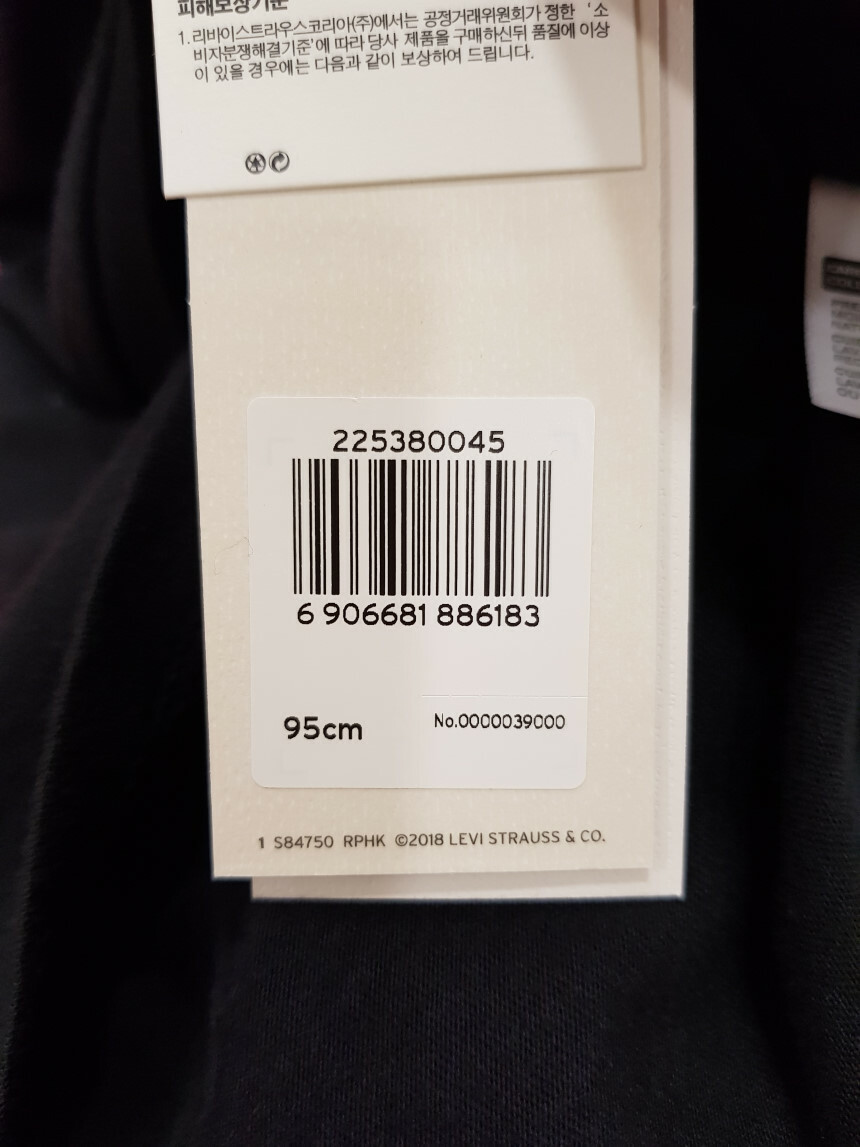 피해보상기준
1. 리바이스트라우스코리아(주)에서는 공정거래위원회가 정한 '소
비자분쟁해결기준'에 따라 당사 제품을 구매하신뒤 품질에 이상
이 있을 경우에는 다음과 같이 보상하여 드립니다.
225380045
6 906681 886183
95cm
No.0000039000
1 S84750 RPHK ©2018 LEVI STRAUSS & CO.